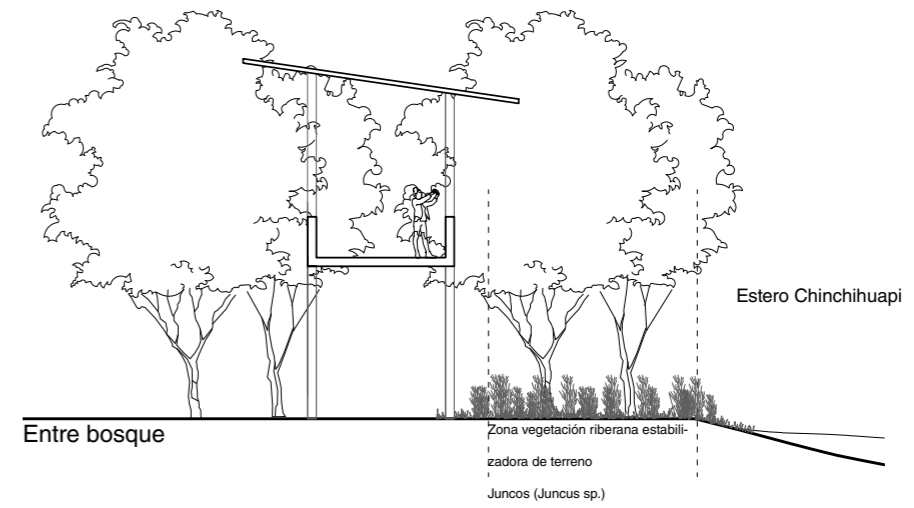 Estero Chinchihuapi
Entre bosque
Zona vegetación riberana estabili-
zadora de terreno
Juncos (Juncus sp.)